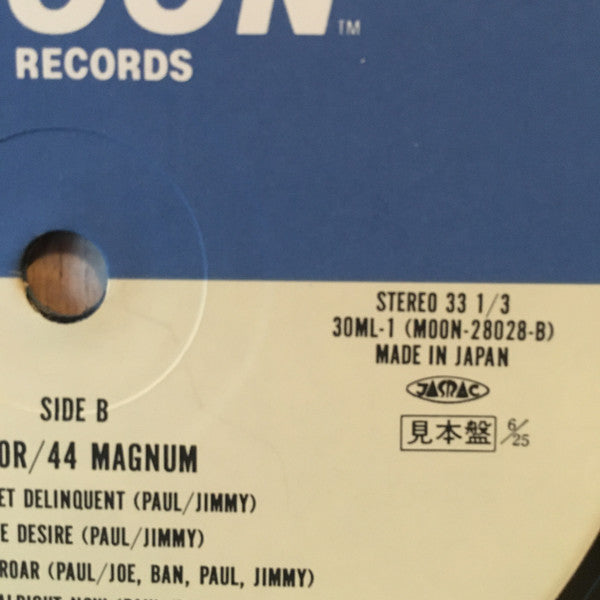 OON™
RECORDS
STEREO 33 1/3
30ML-1 (MOON-28028-B)
MADE IN JAPAN
JASRAC
見本盤 6/25
SIDE B
OR/44 MAGNUM
ET DELINQUENT (PAUL/JIMMY)
E DESIRE (PAUL/JIMMY)
ROAR (PAUL/JOE, BAN, PAUL, JIMMY)